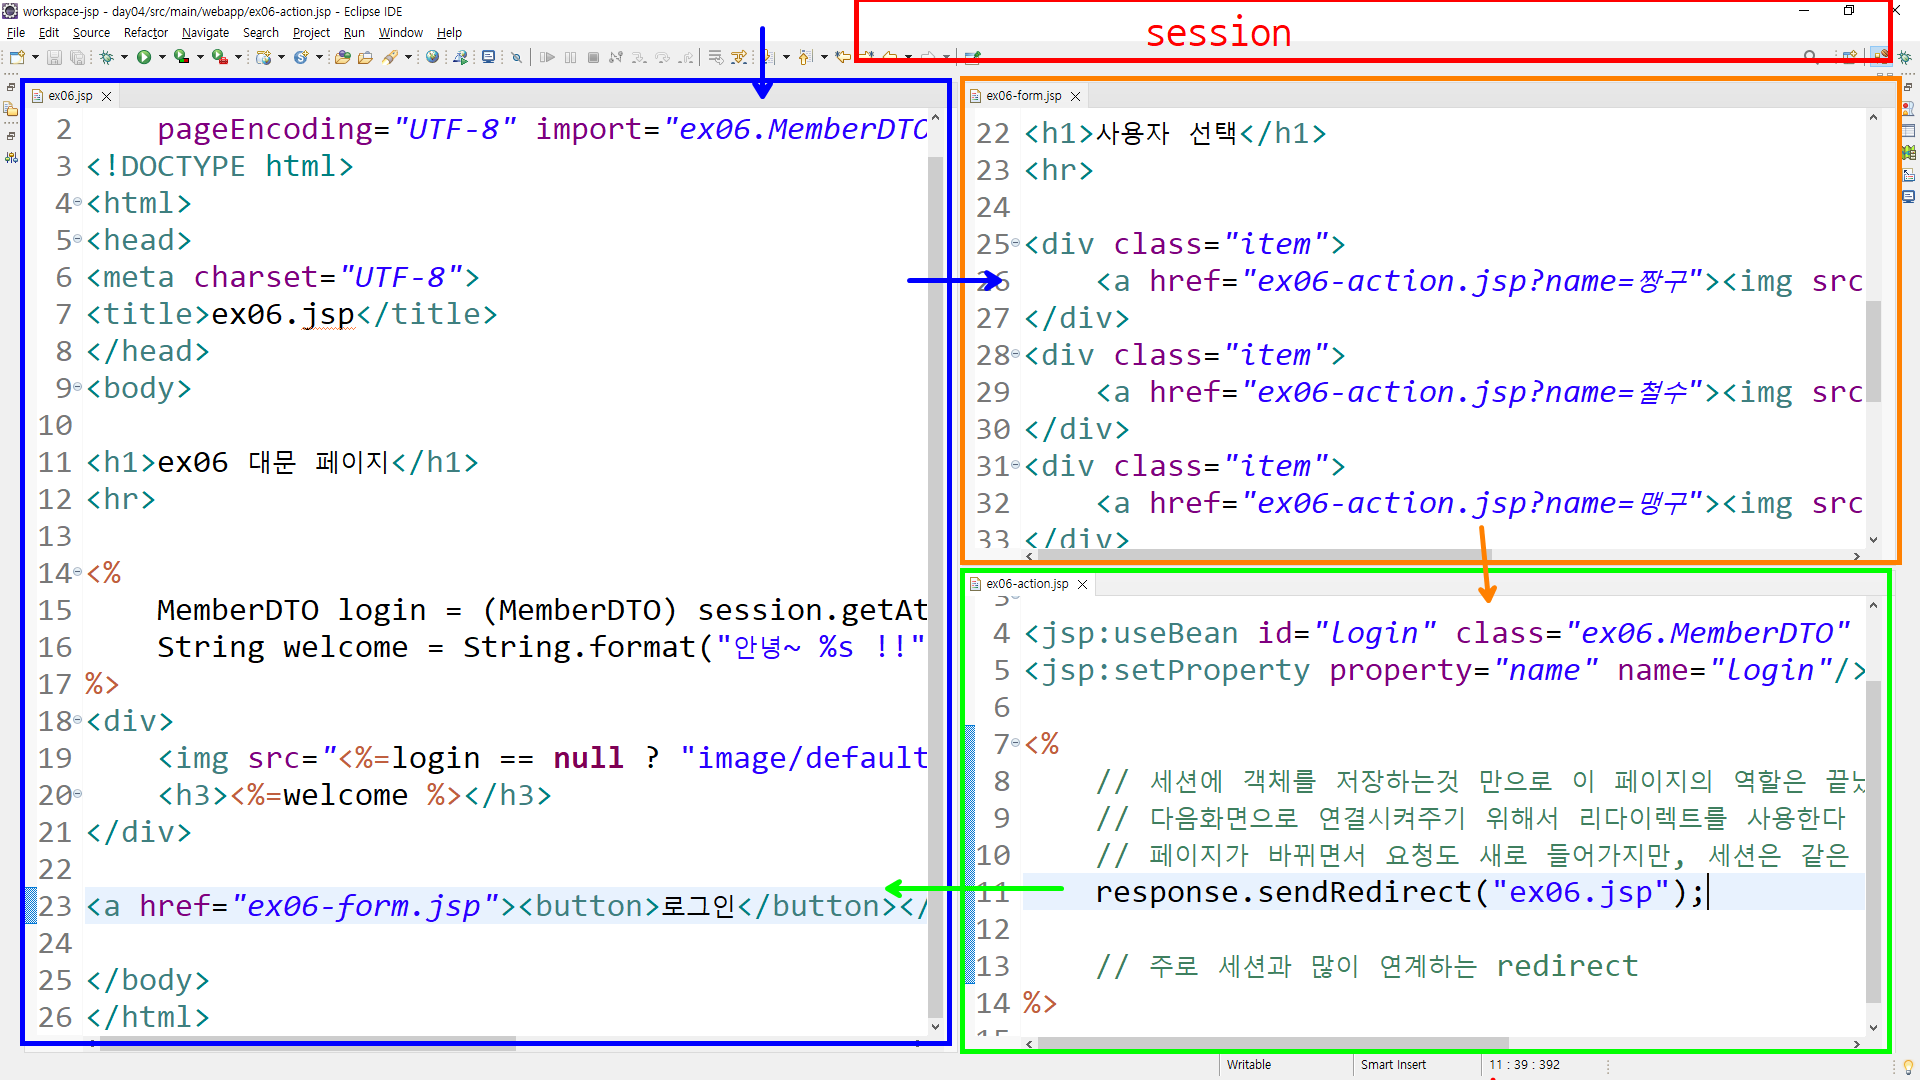 workspace-jsp - day04/src/main/webapp/ex06-action.jsp - Eclipse IDE
File Edit Source Refactor Navigate Search Project Run Window Help
session
ex06.jsp
2 pageEncoding="UTF-8" import="ex06.MemberDTO
3 <!DOCTYPE html>
4 <html>
5 <head>
6 <meta charset="UTF-8">
7 <title>ex06.jsp</title>
8 </head>
9 <body>
10
11 <h1>ex06 대문 페이지</h1>
12 <hr>
13
14 <%
15 MemberDTO login = (MemberDTO) session.getAt
16 String welcome = String.format("안녕~ %s !!"
17 %>
18 <div>
19 <img src="<%=login == null ? "image/default
20 <h3><%=welcome %></h3>
21 </div>
22
23 <a href="ex06-form.jsp"><button>로그인</button></
24
25 </body>
26 </html>
ex06-form.jsp
22 <h1>사용자 선택</h1>
23 <hr>
24
25 <div class="item">
26 <a href="ex06-action.jsp?name=짱구"><img src
27 </div>
28 <div class="item">
29 <a href="ex06-action.jsp?name=철수"><img src
30 </div>
31 <div class="item">
32 <a href="ex06-action.jsp?name=맹구"><img src
33 </div>
ex06-action.jsp
4 <jsp:useBean id="login" class="ex06.MemberDTO"
5 <jsp:setProperty property="name" name="login"/>
6
7 <%
8 // 세션에 객체를 저장하는것 만으로 이 페이지의 역할은 끝났
9 // 다음화면으로 연결시켜주기 위해서 리다이렉트를 사용한다
10 // 페이지가 바뀌면서 요청도 새로 들어가지만, 세션은 같은
11 response.sendRedirect("ex06.jsp");
12
13 // 주로 세션과 많이 연계하는 redirect
14 %>
Writable Smart Insert 11 : 39 : 392